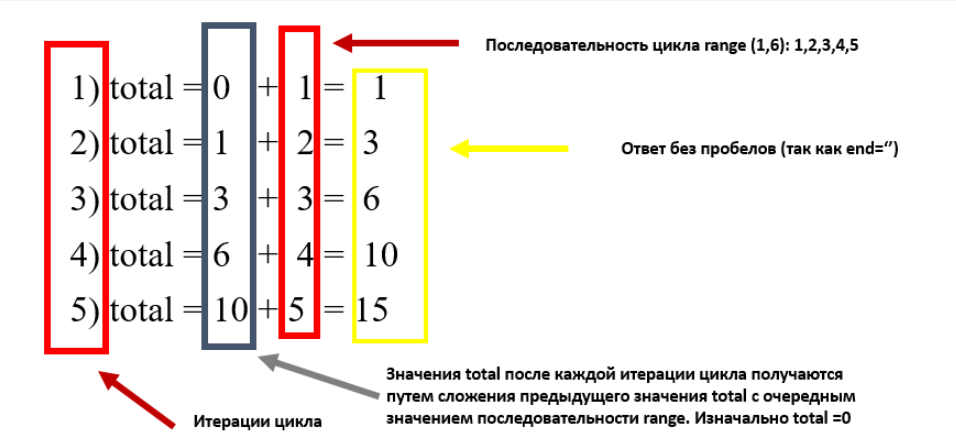 Последовательность цикла range (1,6): 1,2,3,4,5
1) total = 0 + 1 = 1
2) total = 1 + 2 = 3
Ответ без пробелов (так как end=‘’)
3) total = 3 + 3 = 6
4) total = 6 + 4 = 10
5) total = 10 + 5 = 15
Значения total после каждой итерации цикла получаются
путем сложения предыдущего значения total с очередным
значением последовательности range. Изначально total =0
Итерации цикла